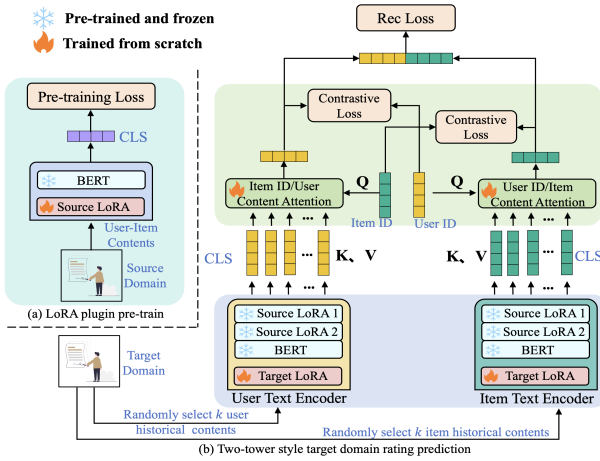 Pre-trained and frozen
Trained from scratch
Rec Loss
Pre-training Loss
CLS
BERT
Source LoRA
User-Item
Contents
Source
Domain
(a) LoRA plugin pre-train
Contrastive
Loss
Contrastive
Loss
Item ID/User
Content Attention
Q
Item ID
User ID
Q
User ID/Item
Content Attention
CLS
...
K、V
...
K、V
...
CLS
...
Source LoRA 1
Source LoRA 2
BERT
Target LoRA
User Text Encoder
Source LoRA 1
Source LoRA 2
BERT
Target LoRA
Item Text Encoder
Target
Domain
Randomly select k user
historical contents
Randomly select k item historical contents
(b) Two-tower style target domain rating prediction